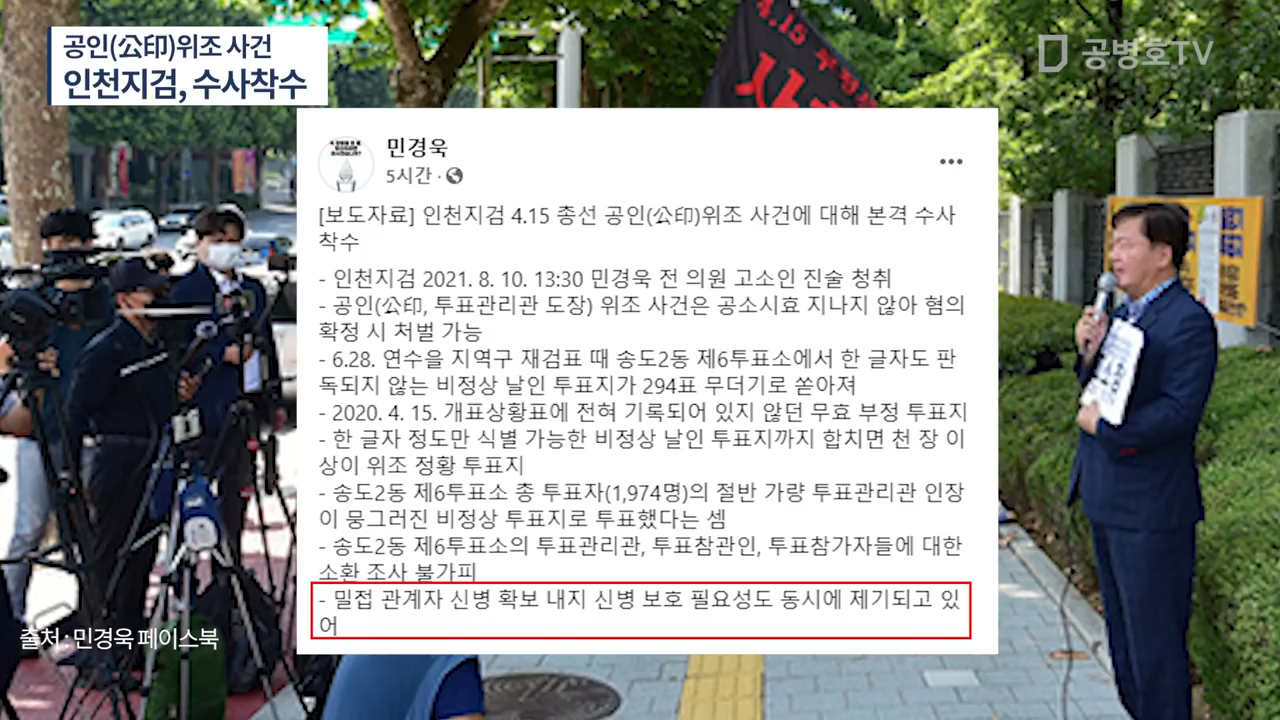 공인(公印)위조 사건
인천지검, 수사착수
4.15 부정
공병호TV
민경욱
5시간
[보도자료] 인천지검 4.15 총선 공인(公印)위조 사건에 대해 본격 수사
착수
- 인천지검 2021. 8. 10. 13:30 민경욱 전 의원 고소인 진술 청취
- 공인(公印, 투표관리관 도장) 위조 사건은 공소시효 지나지 않아 혐의
확정 시 처벌 가능
- 6.28. 연수을 지역구 재검표 때 송도2동 제6투표소에서 한 글자도 판
독되지 않는 비정상 날인 투표지가 294표 무더기로 쏟아져
- 2020. 4. 15. 개표상황표에 전혀 기록되어 있지 않던 무효 부정 투표지
- 한 글자 정도만 식별 가능한 비정상 날인 투표지까지 합치면 천 장 이
상이 위조 정황 투표지
- 송도2동 제6투표소 총 투표자(1,974명)의 절반 가량 투표관리관 인장
이 뭉그러진 비정상 투표지로 투표했다는 셈
- 송도2동 제6투표소의 투표관리관, 투표참관인, 투표참가자들에 대한
소환 조사 불가피
- 밀접 관계자 신병 확보 내지 신병 보호 필요성도 동시에 제기되고 있
어
출처 : 민경욱 페이스북